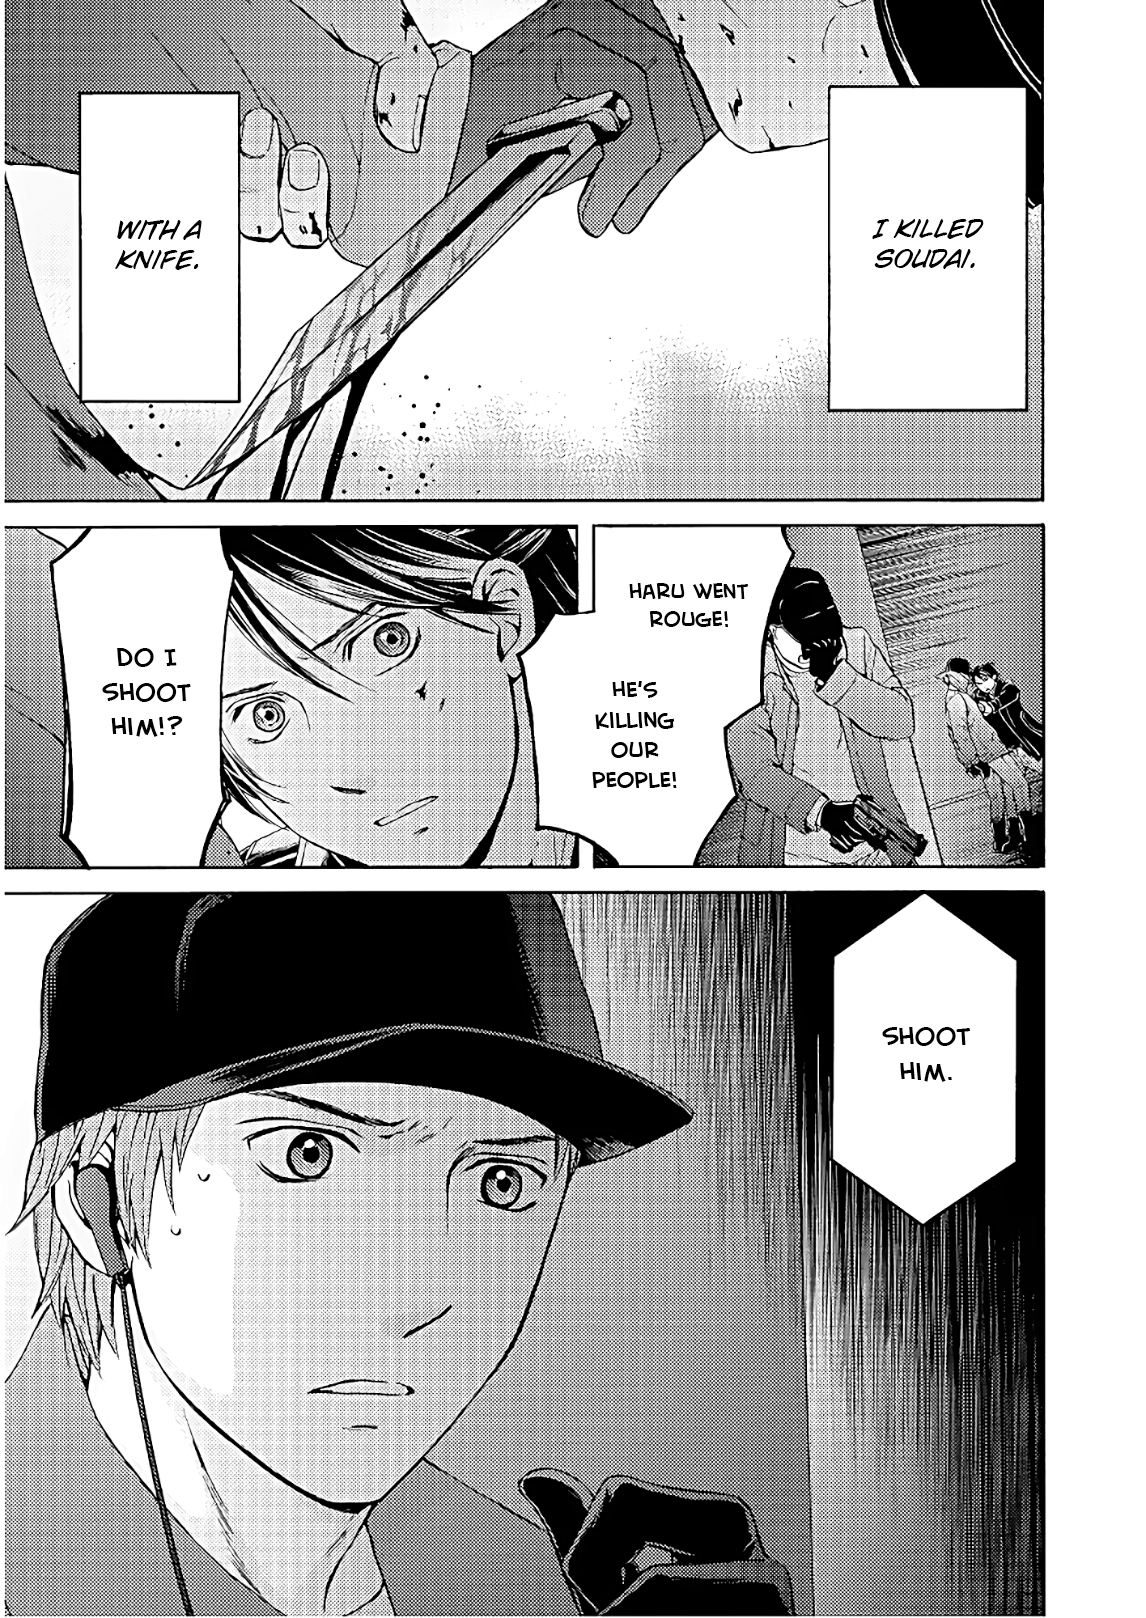 I KILLED
SOUDAI.
WITH A
KNIFE.
HARU WENT
ROUGE!
HE'S
KILLING
OUR
PEOPLE!
DO I
SHOOT
HIM!?
SHOOT
HIM.